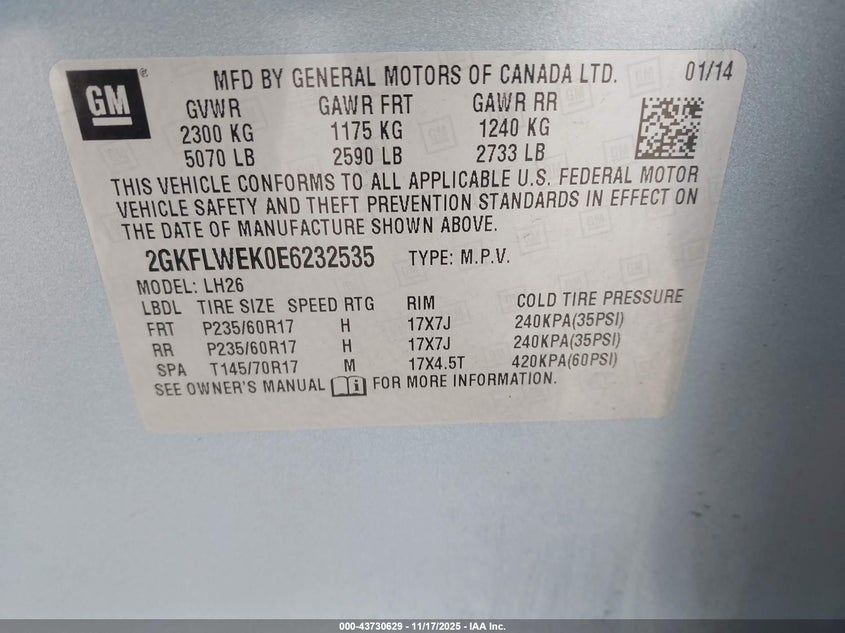 GM ® MFD BY GENERAL MOTORS OF CANADA LTD. 01/14
GVWR GAWR FRT GAWR RR
2300 KG 1175 KG 1240 KG
5070 LB 2590 LB 2733 LB
THIS VEHICLE CONFORMS TO ALL APPLICABLE U.S. FEDERAL MOTOR
VEHICLE SAFETY AND THEFT PREVENTION STANDARDS IN EFFECT ON
THE DATE OF MANUFACTURE SHOWN ABOVE.
2GKFLWEK0E6232535 TYPE: M.P.V.
MODEL: LH26
LBDL TIRE SIZE SPEED RTG RIM COLD TIRE PRESSURE
FRT P235/60R17 H 17X7J 240KPA(35PSI)
RR P235/60R17 H 17X7J 240KPA(35PSI)
SPA T145/70R17 M 17X4.5T 420KPA(60PSI)
SEE OWNER'S MANUAL i FOR MORE INFORMATION.
000-43730629 - 11/17/2025 - IAA Inc.